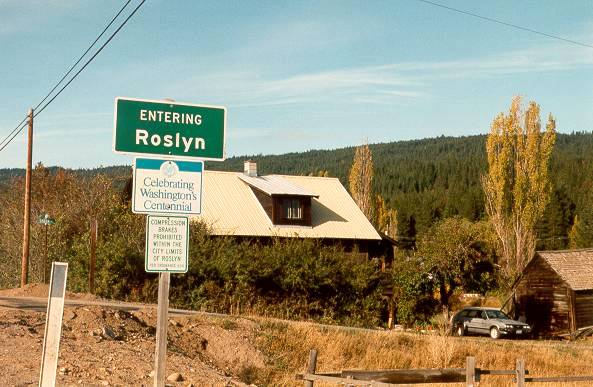 ENTERING
Roslyn
Celebrating
Washington's
Centennial
COMPRESSION
BRAKES
PROHIBITED
WITHIN THE
CITY LIMITS
OF ROSLYN